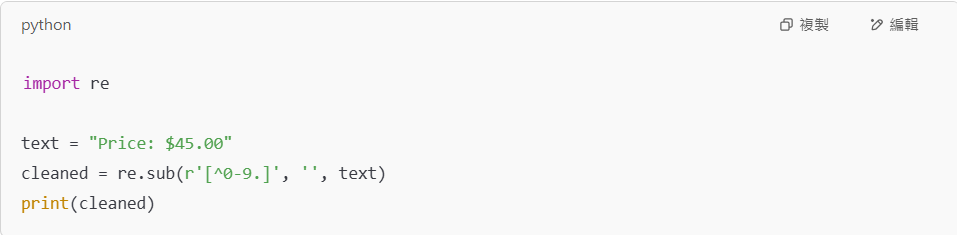 python 複製 編輯
import re
text = "Price: $45.00"
cleaned = re.sub(r'[^0-9.]', '', text)
print(cleaned)